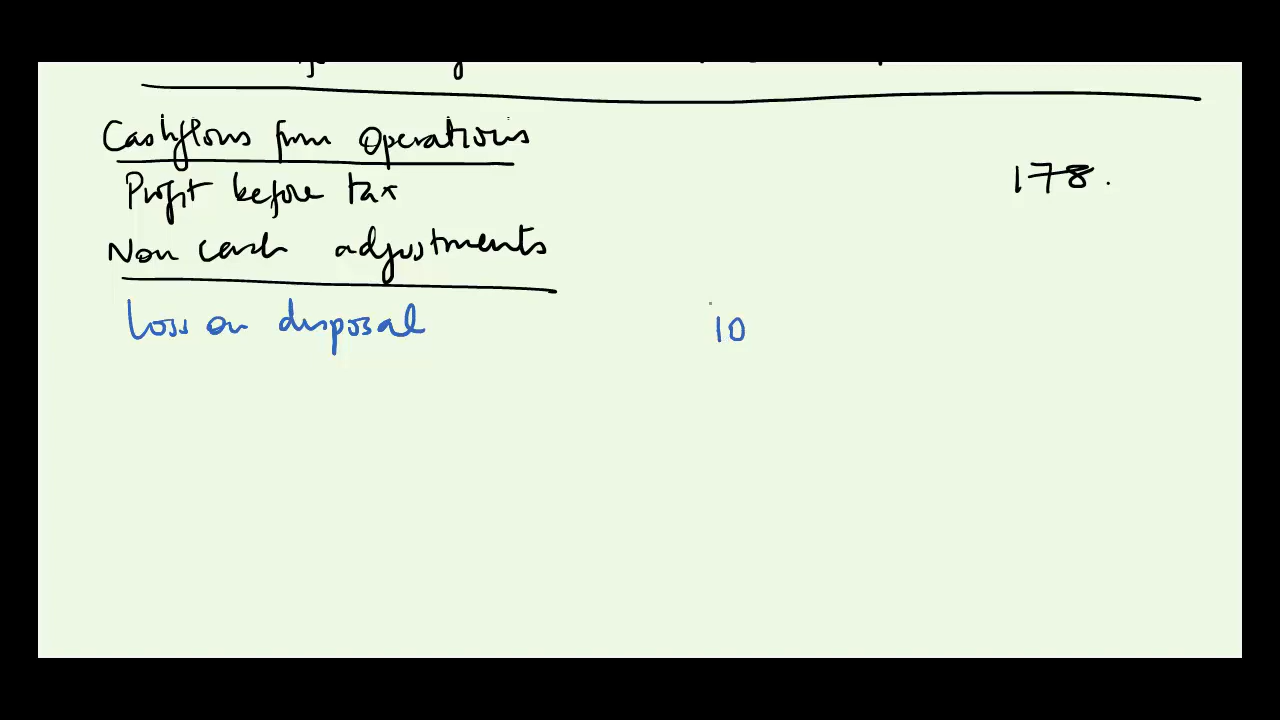 Cashflows from Operations
Profit before tax 178.
Non cash adjustments
Loss on disposal 10